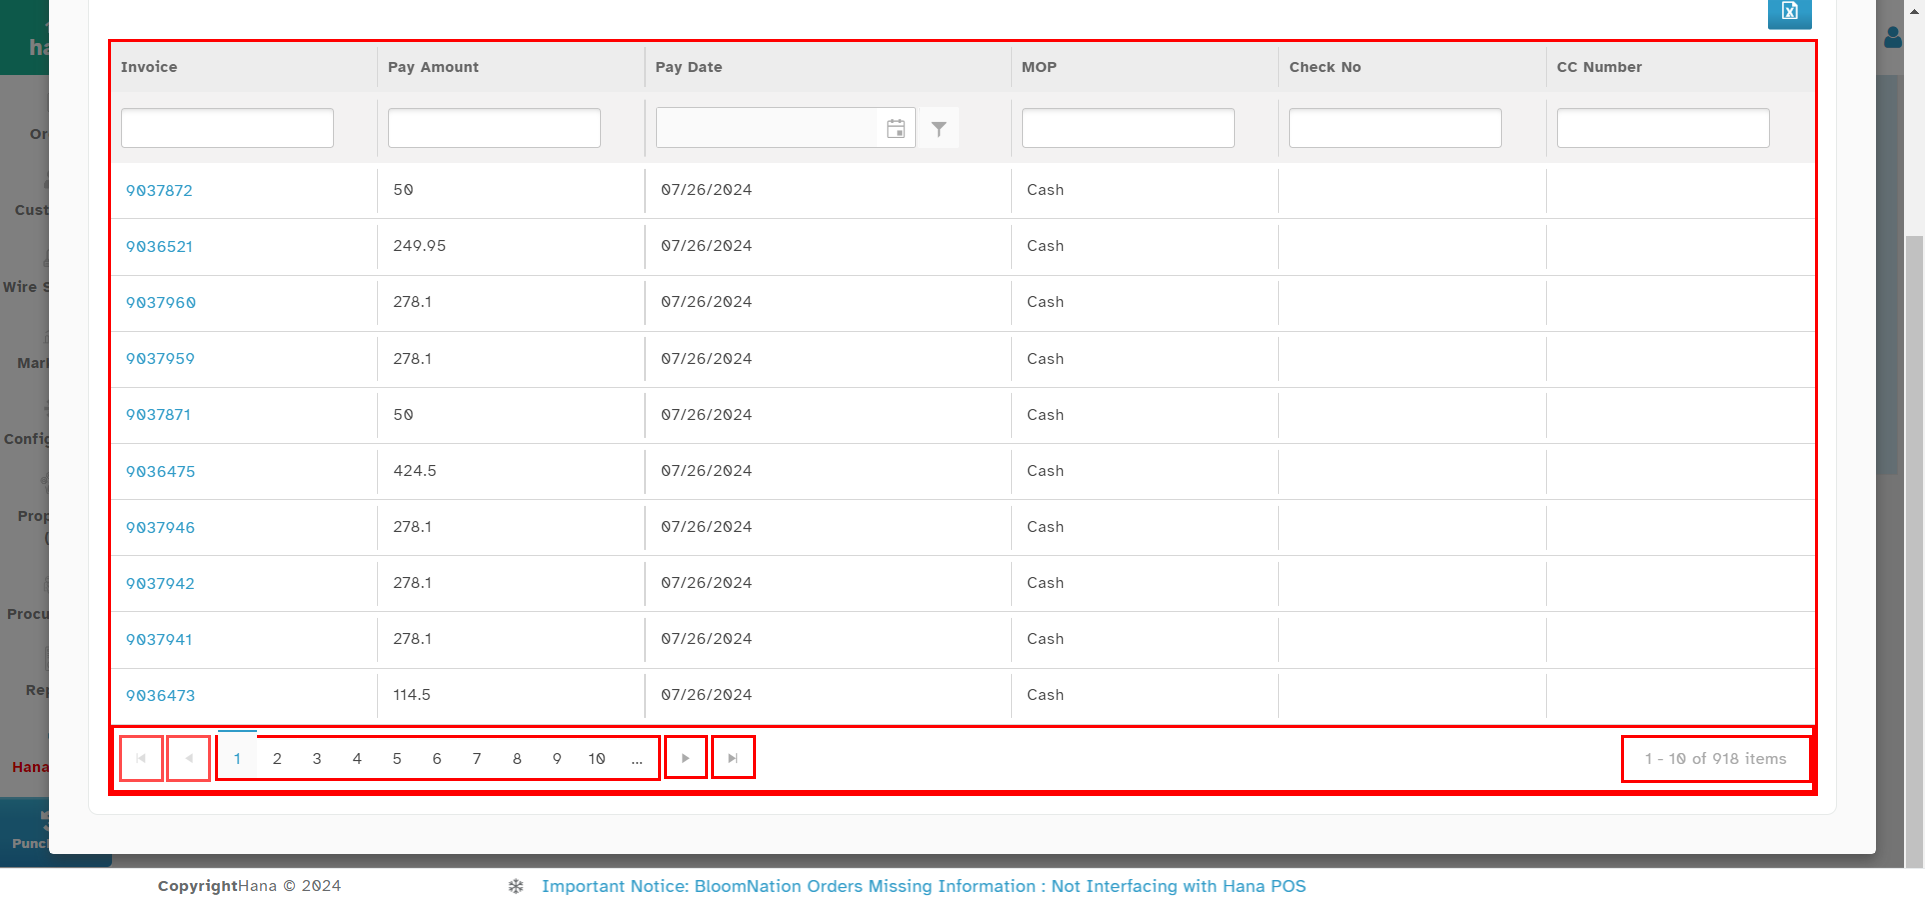 ha
Invoice Pay Amount Pay Date MOP Check No CC Number
9037872 50 07/26/2024 Cash
9036521 249.95 07/26/2024 Cash
9037960 278.1 07/26/2024 Cash
9037959 278.1 07/26/2024 Cash
9037871 50 07/26/2024 Cash
9036475 424.5 07/26/2024 Cash
9037946 278.1 07/26/2024 Cash
9037942 278.1 07/26/2024 Cash
9037941 278.1 07/26/2024 Cash
9036473 114.5 07/26/2024 Cash
1 2 3 4 5 6 7 8 9 10 ... 1 - 10 of 918 items
Or
Cust
Wire S
Mark
Config
Prop
(
Procu
Rep
Hana
Punc
CopyrightHana © 2024 Important Notice: BloomNation Orders Missing Information : Not Interfacing with Hana POS